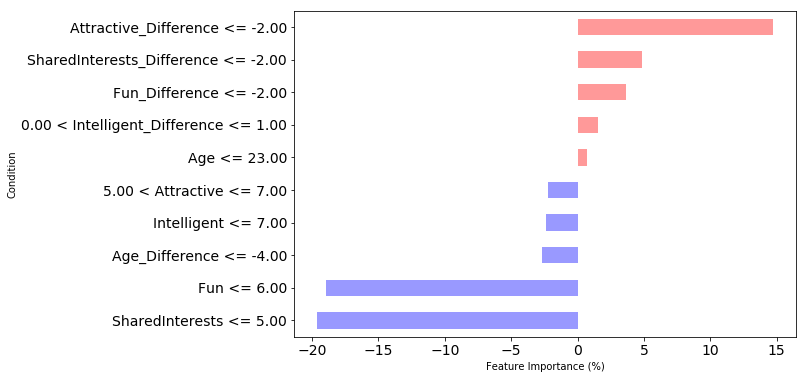 Attractive_Difference <= -2.00
SharedInterests_Difference <= -2.00
Fun_Difference <= -2.00
0.00 < Intelligent_Difference <= 1.00
Age <= 23.00
5.00 < Attractive <= 7.00
Intelligent <= 7.00
Age_Difference <= -4.00
Fun <= 6.00
SharedInterests <= 5.00
Condition
−20 −15 −10 −5 0 5 10 15
Feature Importance (%)